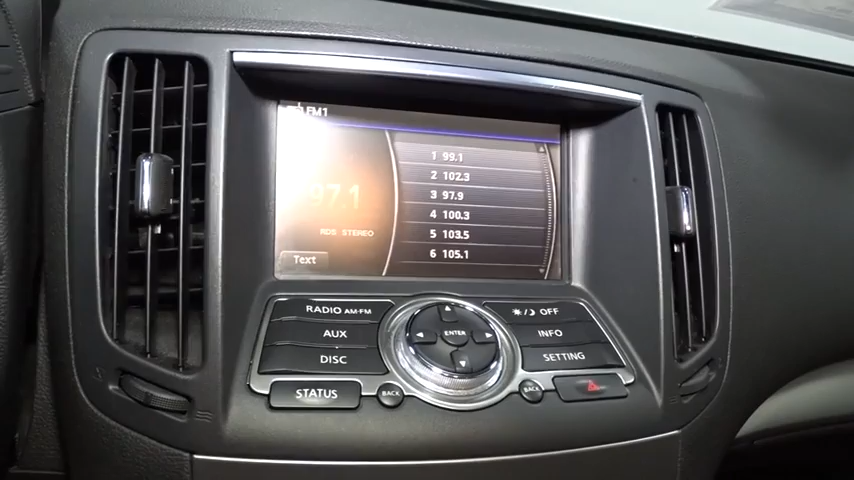 FM1
97.1
RDS STEREO
Text
1 99.1
2 102.3
3 97.9
4 100.3
5 103.5
6 105.1
RADIO AM·FM
AUX
DISC
STATUS
BACK
ENTER
OFF
INFO
SETTING
BACK